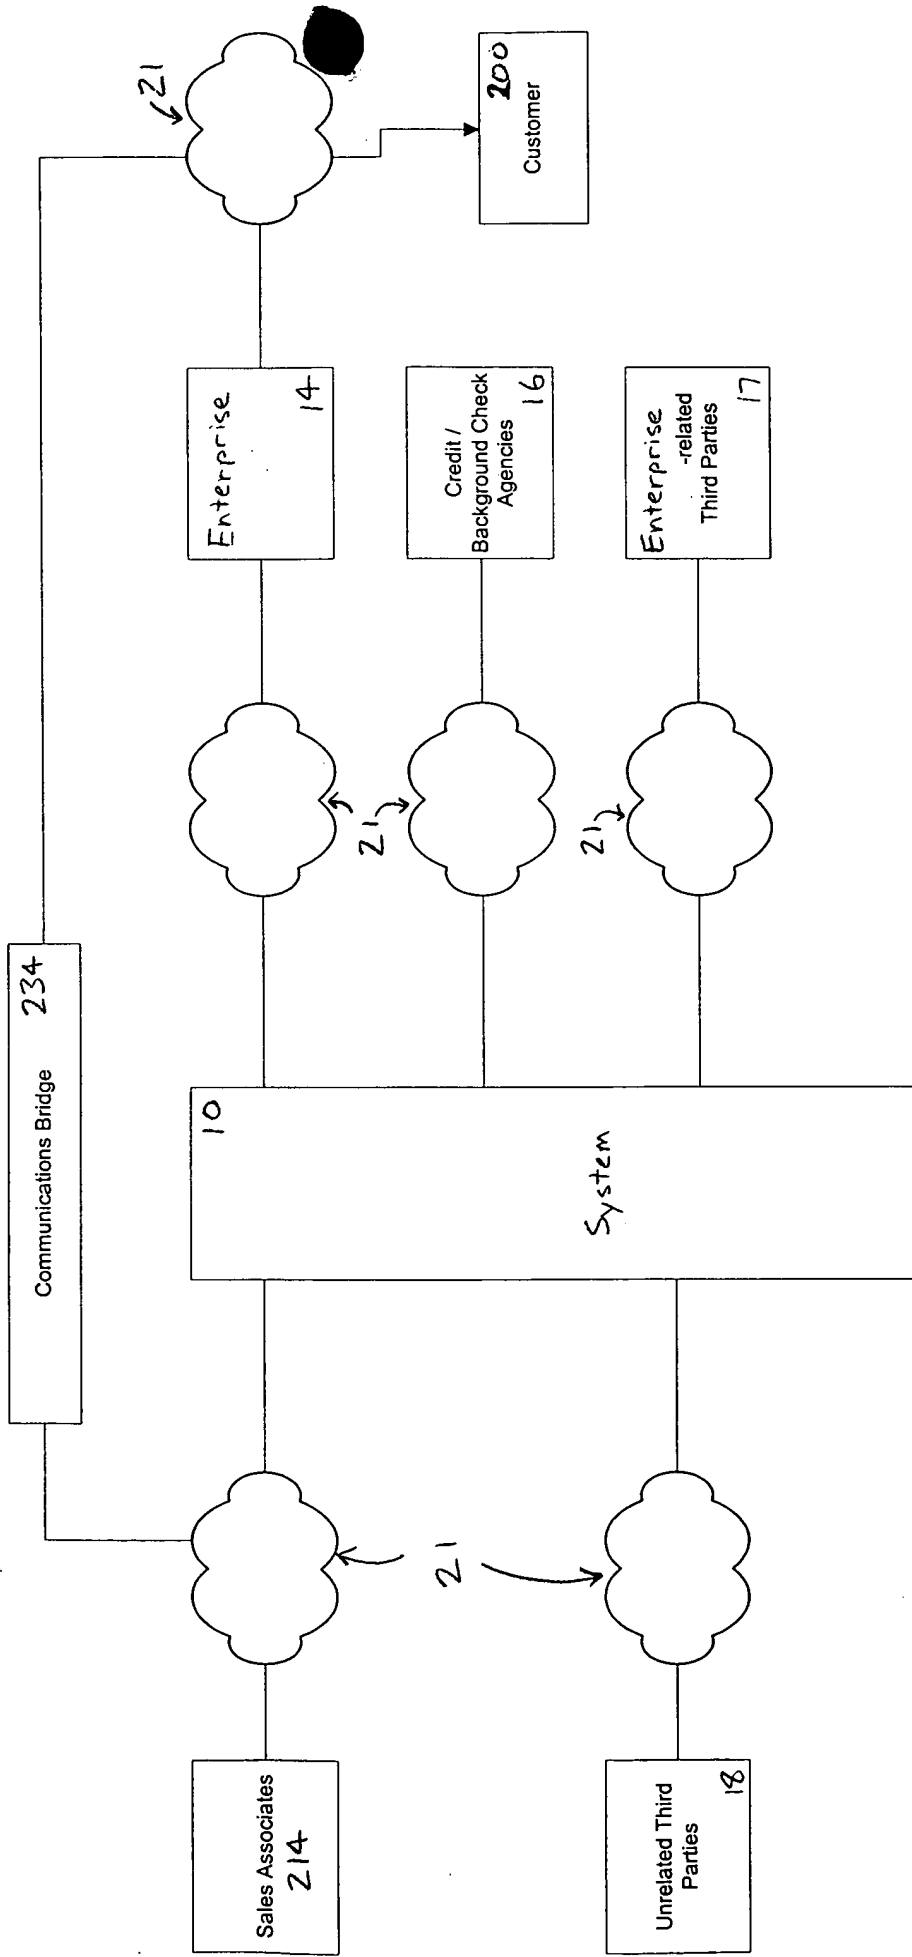 Communications Bridge
234
21
Sales Associates
214
10
System
Enterprise
14
21
Customer
200
21
Credit /
Background Check
Agencies
16
21
Unrelated Third
Parties
18
21
Enterprise
-related
Third Parties
17